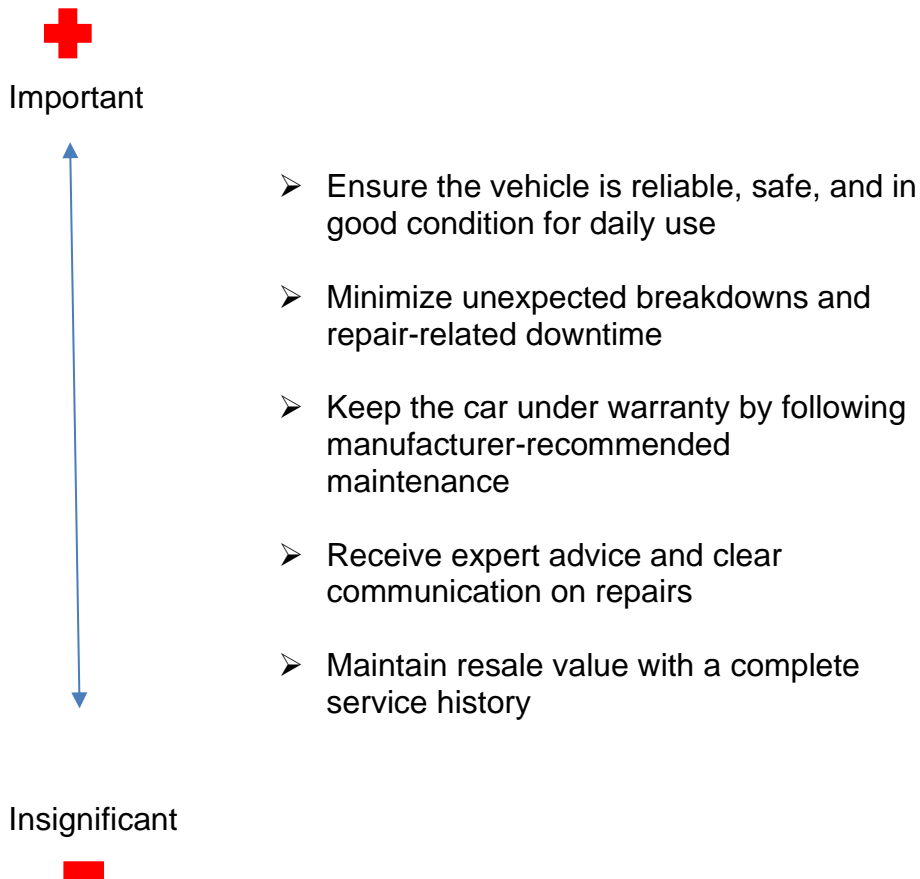 Important
➢ Ensure the vehicle is reliable, safe, and in
good condition for daily use
➢ Minimize unexpected breakdowns and
repair-related downtime
➢ Keep the car under warranty by following
manufacturer-recommended
maintenance
➢ Receive expert advice and clear
communication on repairs
➢ Maintain resale value with a complete
service history
Insignificant